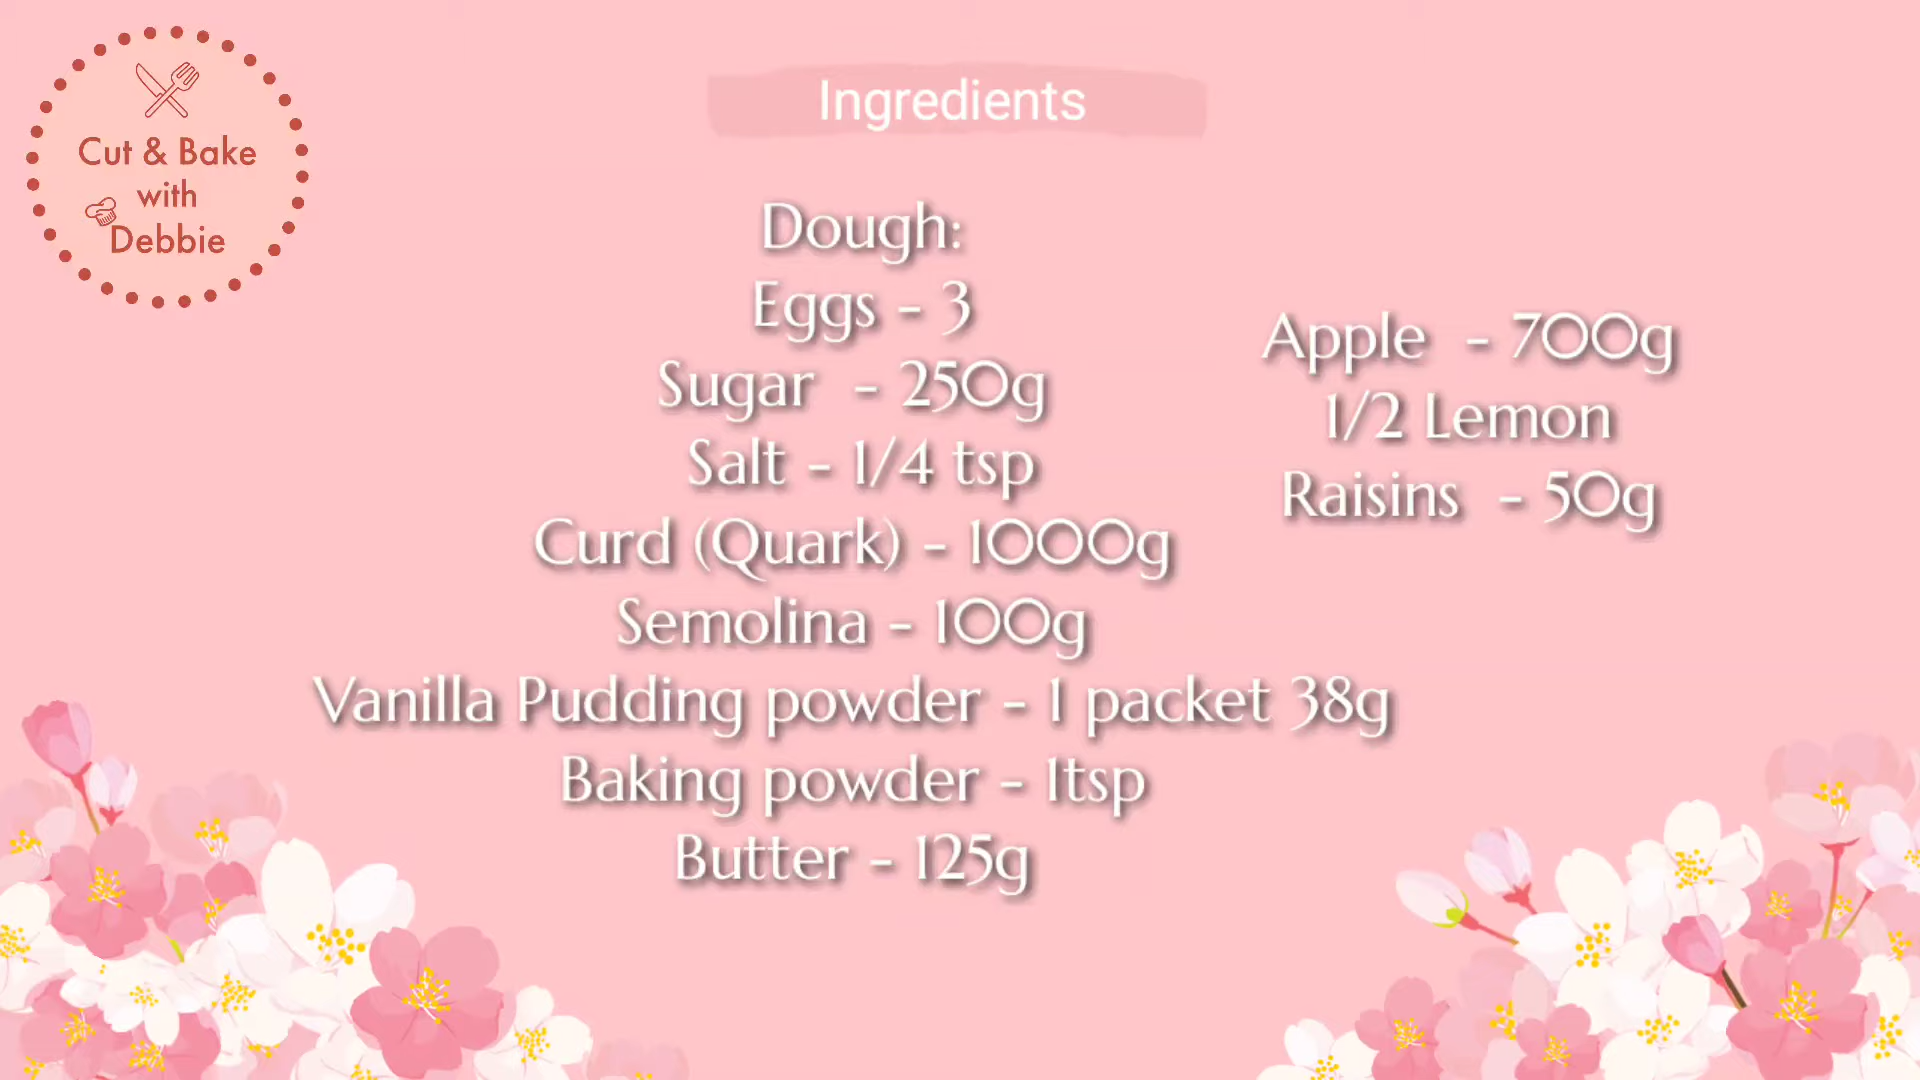 Cut & Bake
with
Debbie
Ingredients
Dough:
Eggs - 3
Sugar - 250g
Salt - 1/4 tsp
Curd (Quark) - 1000g
Semolina - 100g
Vanilla Pudding powder - 1 packet 38g
Baking powder - 1tsp
Butter - 125g
Apple - 700g
1/2 Lemon
Raisins - 50g